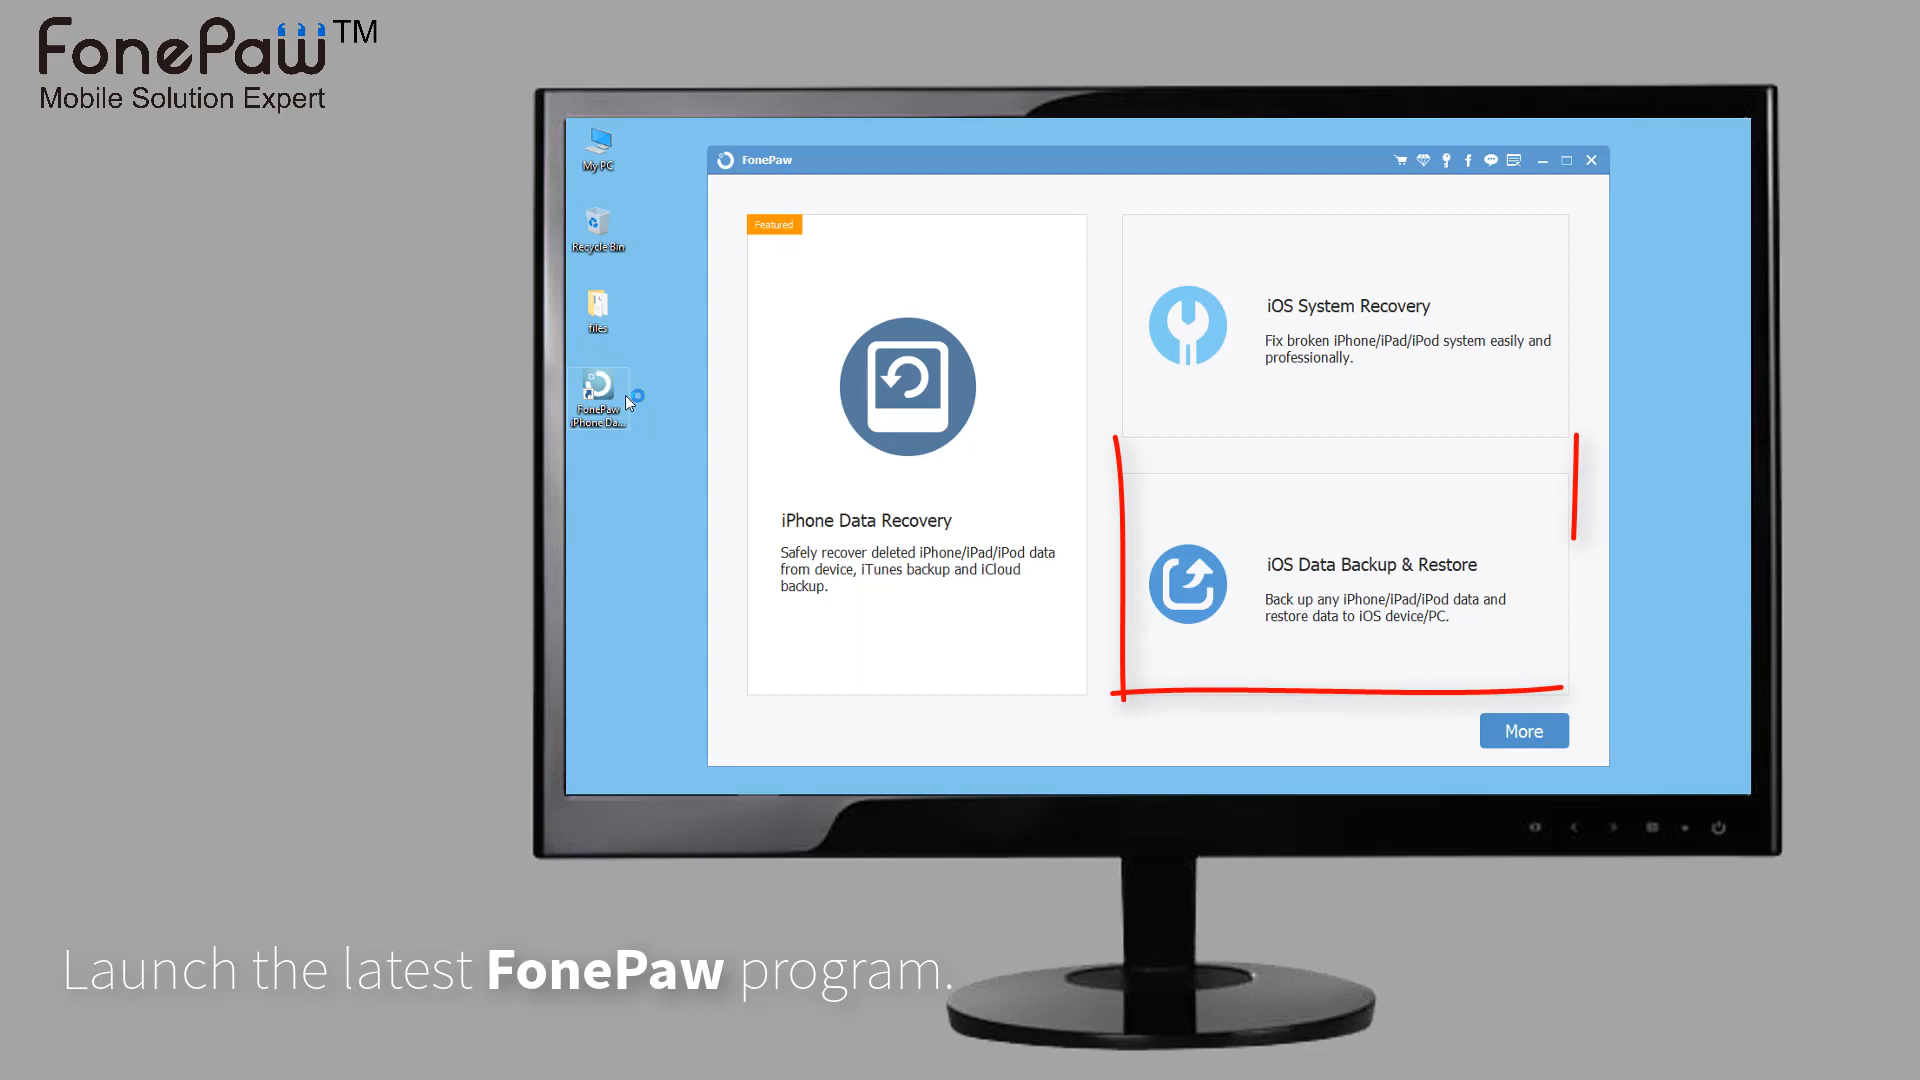 FonePaw™
Mobile Solution Expert
My PC
Recycle Bin
files
FonePaw
iPhone Da...
FonePaw
Featured
iPhone Data Recovery
Safely recover deleted iPhone/iPad/iPod data
from device, iTunes backup and iCloud
backup.
iOS System Recovery
Fix broken iPhone/iPad/iPod system easily and
professionally.
iOS Data Backup & Restore
Back up any iPhone/iPad/iPod data and
restore data to iOS device/PC.
More
Launch the latest FonePaw program.